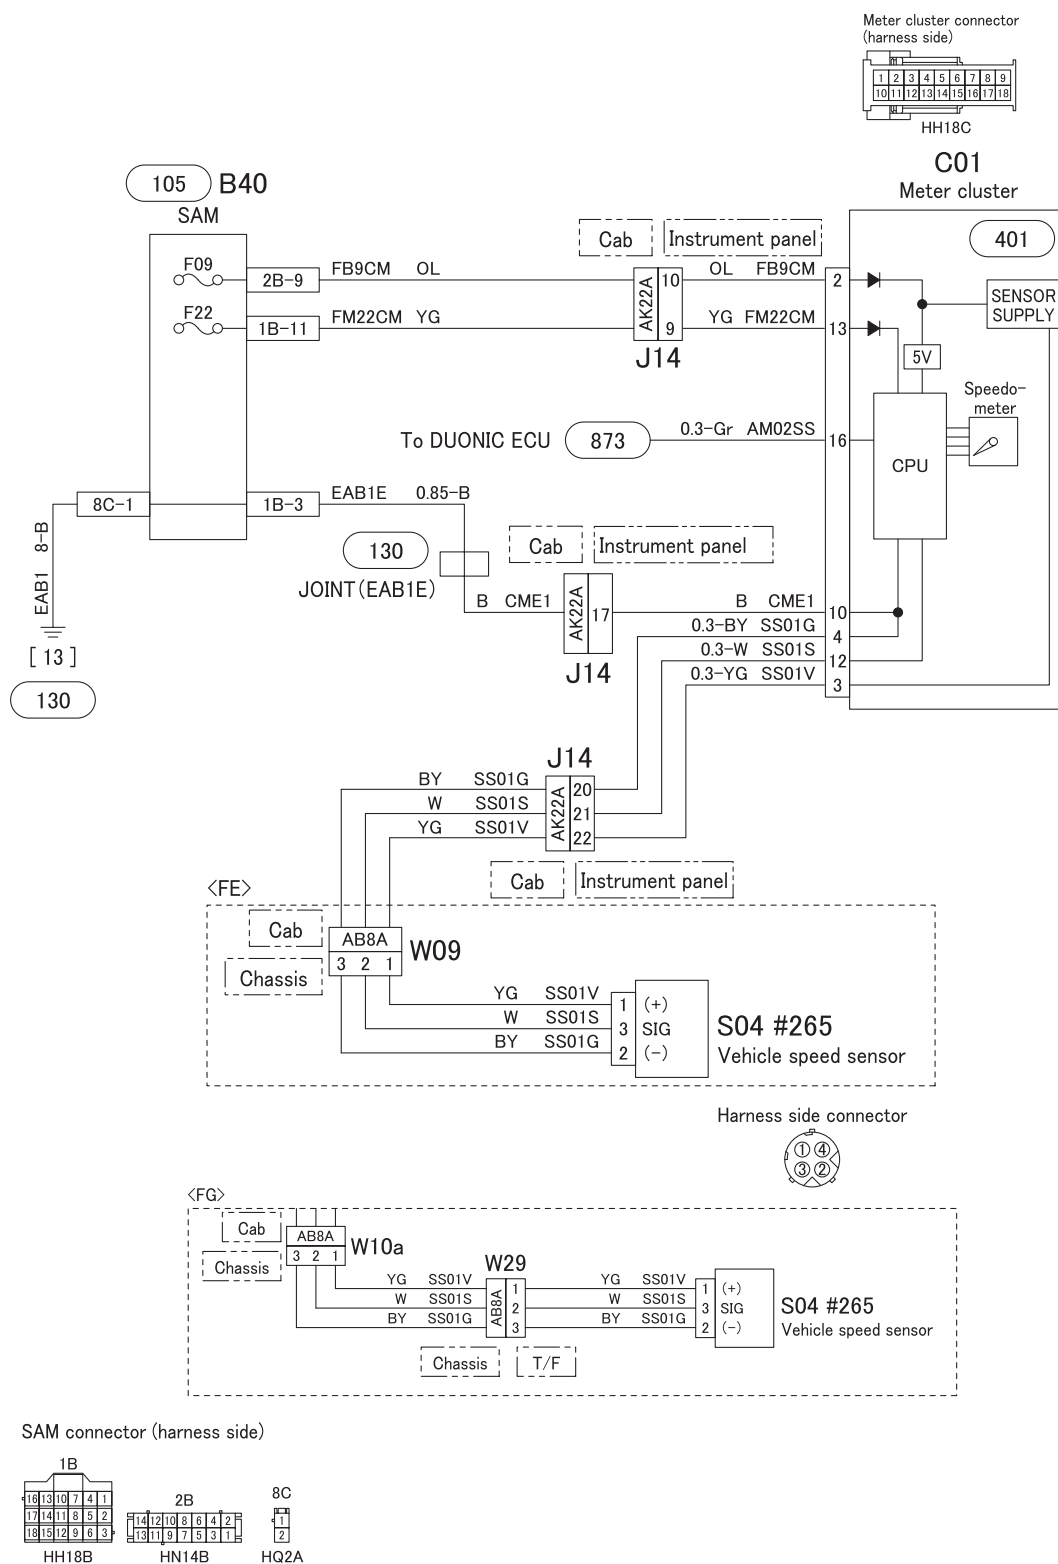 Meter cluster connector
(harness side)
1 2 3 4 5 6 7 8 9
10 11 12 13 14 15 16 17 18
HH18C
C01
Meter cluster
105 B40
SAM
401
Cab Instrument panel
F09
2B-9 FB9CM OL
AK22A 10 OL FB9CM 2
SENSOR
SUPPLY
F22
1B-11 FM22CM YG
9 YG FM22CM 13
J14
5V
Speedo-
meter
To DUONIC ECU 873 0.3-Gr AM02SS 16
CPU
8C-1 1B-3 EAB1E 0.85-B
EAB1 8-B
130
JOINT(EAB1E)
Cab Instrument panel
B CME1 AK22A 17 B CME1 10
0.3-BY SS01G 4
0.3-W SS01S 12
0.3-YG SS01V 3
J14
[ 13 ]
130
J14
BY SS01G AK22A 20
W SS01S 21
YG SS01V 22
Cab Instrument panel
<FE>
Cab
AB8A W09
3 2 1
Chassis
YG SS01V 1 (+)
W SS01S 3 SIG
BY SS01G 2 (-)
S04 #265
Vehicle speed sensor
Harness side connector
1 4
3 2
<FG>
Cab
AB8A W10a
3 2 1
Chassis
W29
YG SS01V AB8A 1 YG SS01V 1 (+)
W SS01S 2 W SS01S 3 SIG
BY SS01G 3 BY SS01G 2 (-)
S04 #265
Vehicle speed sensor
Chassis T/F
SAM connector (harness side)
1B
16 13 10 7 4 1
17 14 11 8 5 2
18 15 12 9 6 3
HH18B
2B
14 12 10 8 6 4 2
13 11 9 7 5 3 1
HN14B
8C
1
2
HQ2A